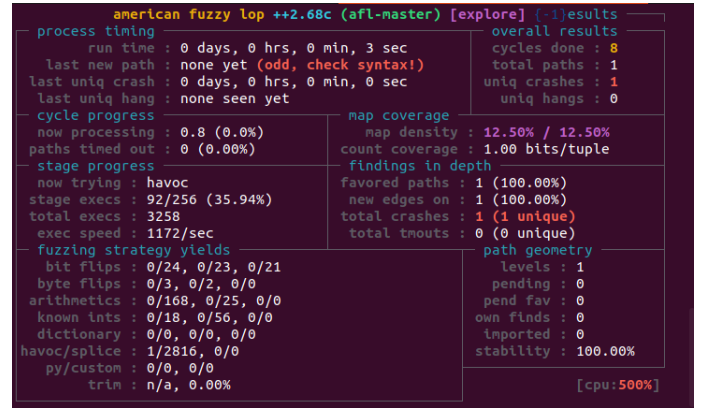 american fuzzy lop ++2.68c (afl-master) [explore] {-1}esults
process timing overall results
run time : 0 days, 0 hrs, 0 min, 3 sec cycles done : 8
last new path : none yet (odd, check syntax!) total paths : 1
last uniq crash : 0 days, 0 hrs, 0 min, 0 sec uniq crashes : 1
last uniq hang : none seen yet uniq hangs : 0
cycle progress map coverage
now processing : 0.8 (0.0%) map density : 12.50% / 12.50%
paths timed out : 0 (0.00%) count coverage : 1.00 bits/tuple
stage progress findings in depth
now trying : havoc favored paths : 1 (100.00%)
stage execs : 92/256 (35.94%) new edges on : 1 (100.00%)
total execs : 3258 total crashes : 1 (1 unique)
exec speed : 1172/sec total tmouts : 0 (0 unique)
fuzzing strategy yields path geometry
bit flips : 0/24, 0/23, 0/21 levels : 1
byte flips : 0/3, 0/2, 0/0 pending : 0
arithmetics : 0/168, 0/25, 0/0 pend fav : 0
known ints : 0/18, 0/56, 0/0 own finds : 0
dictionary : 0/0, 0/0, 0/0 imported : 0
havoc/splice : 1/2816, 0/0 stability : 100.00%
py/custom : 0/0, 0/0
trim : n/a, 0.00% [cpu:500%]